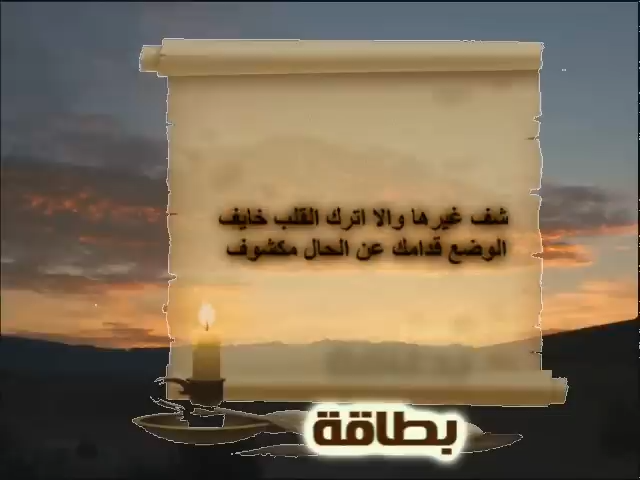 شف غيرها والا اترك القلب خايف
الوضع قدامك عن الحال مكشوف
بطاقة